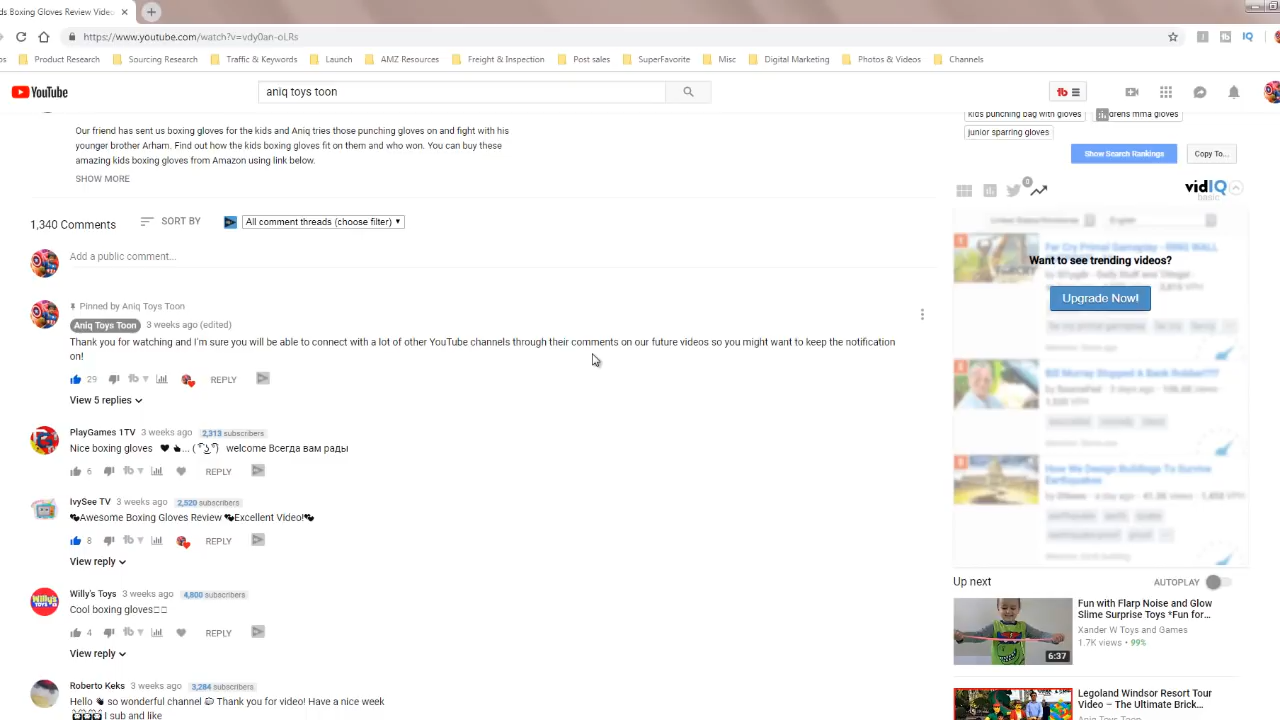 ds Boxing Gloves Review Vide
https://www.youtube.com/watch?v=vdy0an-oLRs
ps Product Research Sourcing Research Traffic & Keywords Launch AMZ Resources Freight & Inspection Post sales SuperFavorite Misc Digital Marketing Photos & Videos Channels
YouTube aniq toys toon
Our friend has sent us boxing gloves for the kids and Aniq tries those punching gloves on and fight with his
younger brother Arham. Find out how the kids boxing gloves fit on them and who won. You can buy these
amazing kids boxing gloves from Amazon using link below.
SHOW MORE
1,340 Comments SORT BY All comment threads (choose filter)
Add a public comment...
Pinned by Aniq Toys Toon
Aniq Toys Toon 3 weeks ago (edited)
Thank you for watching and I'm sure you will be able to connect with a lot of other YouTube channels through their comments on our future videos so you might want to keep the notification
on!
29 REPLY
View 5 replies
PlayGames 1TV 3 weeks ago 2,313 subscribers
Nice boxing gloves ... welcome Всегда вам рады
6 REPLY
IvySee TV 3 weeks ago 2,520 subscribers
Awesome Boxing Gloves Review Excellent Video!
8 REPLY
View reply
Willy's Toys 3 weeks ago 4,800 subscribers
Cool boxing gloves
4 REPLY
View reply
Roberto Keks 3 weeks ago 3,284 subscribers
Hello so wonderful channel Thank you for video! Have a nice week
I sub and like
kids punching bag with gloves drens mma gloves
junior sparring gloves
Show Search Rankings Copy To...
0
vidIQ
basic
Want to see trending videos?
Upgrade Now!
Up next AUTOPLAY
Fun with Flarp Noise and Glow
Slime Surprise Toys *Fun for...
Xander W Toys and Games
1.7K views • 99%
6:37
Legoland Windsor Resort Tour
Video – The Ultimate Brick...
Aniq Toys Toon